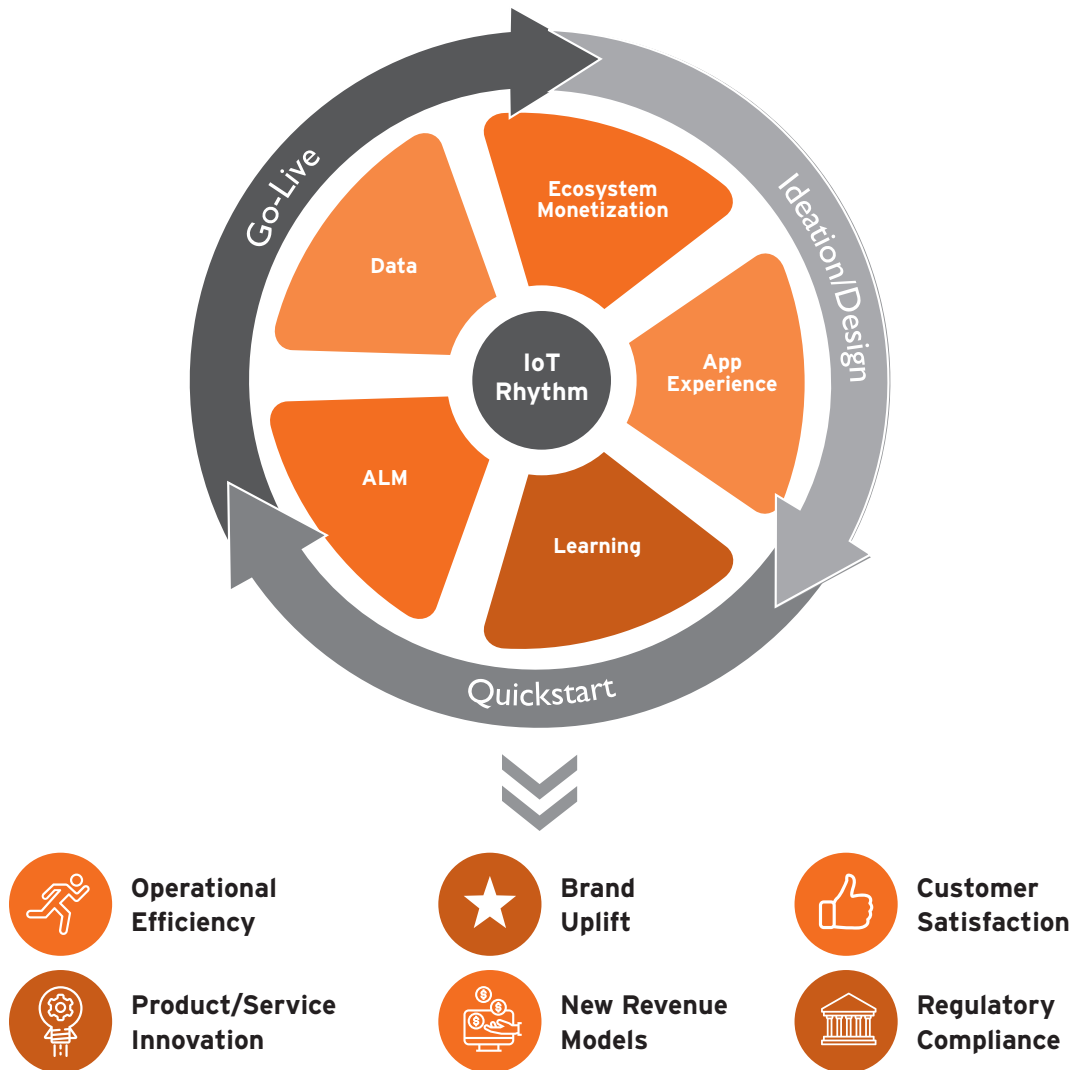 Go-Live
Ideation/Design
Quickstart
Ecosystem
Monetization
Data
App
Experience
IoT
Rhythm
ALM
Learning
Operational
Efficiency
Brand
Uplift
Customer
Satisfaction
Product/Service
Innovation
New Revenue
Models
Regulatory
Compliance